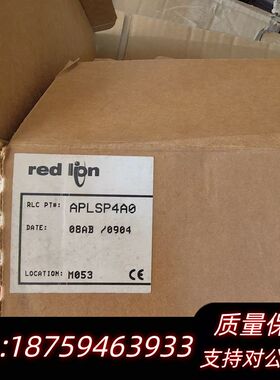 red lion
RLC PT#: APLSP4A0
DATE: 08AB /0904
LOCATION: M053 CE
质量保
:18759463933
支持对公